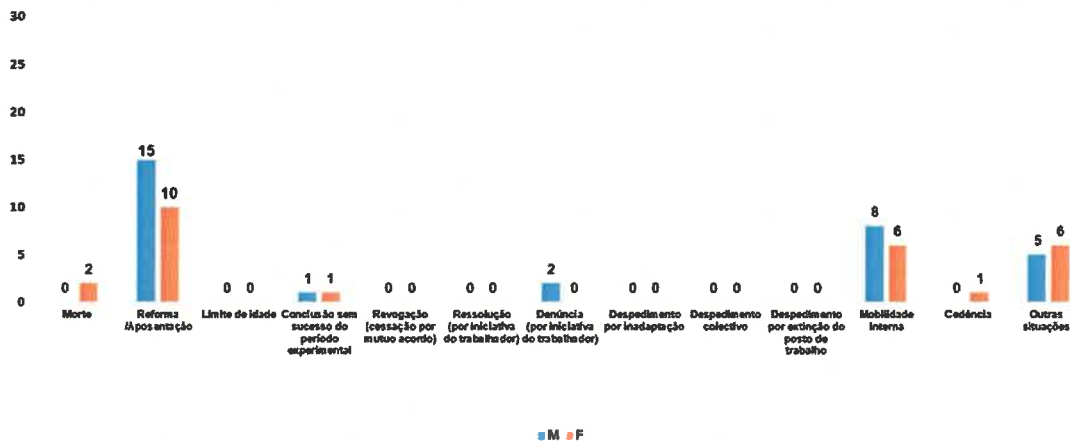 30
25
20
15
10
5
0
0 2
15 10
0 0
1 1
0 0
0 0
2 0
0 0
0 0
0 0
8 6
0 1
5 6
Morte
Reforma
/Aposentação
Limite de idade
Conclusão sem
sucesso do
período
experimental
Revogação
(cessação por
mutuo acordo)
Ressolução
(por iniciativa
do trabalhador)
Denúncia
(por iniciativa
do trabalhador)
Despedimento
por inadaptação
Despedimento
colectivo
Despedimento
por extinção do
posto de
trabalho
Mobilidade
Interna
Cedência
Outras
situações
M F